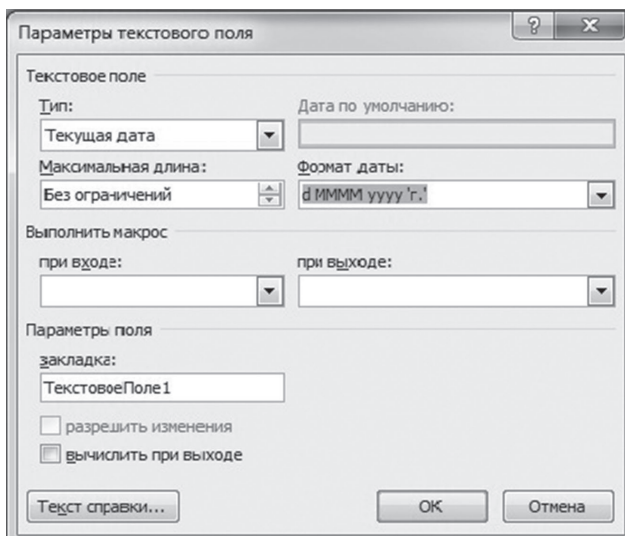 Параметры текстового поля
Текстовое поле
Тип:
Дата по умолчанию:
Текущая дата
Максимальная длина:
Формат даты:
Без ограничений
d MMMM yyyy 'г.'
Выполнить макрос
при входе:
при выходе:
Параметры поля
закладка:
ТекстовоеПоле1
разрешить изменения
вычислить при выходе
Текст справки...
ОК
Отмена